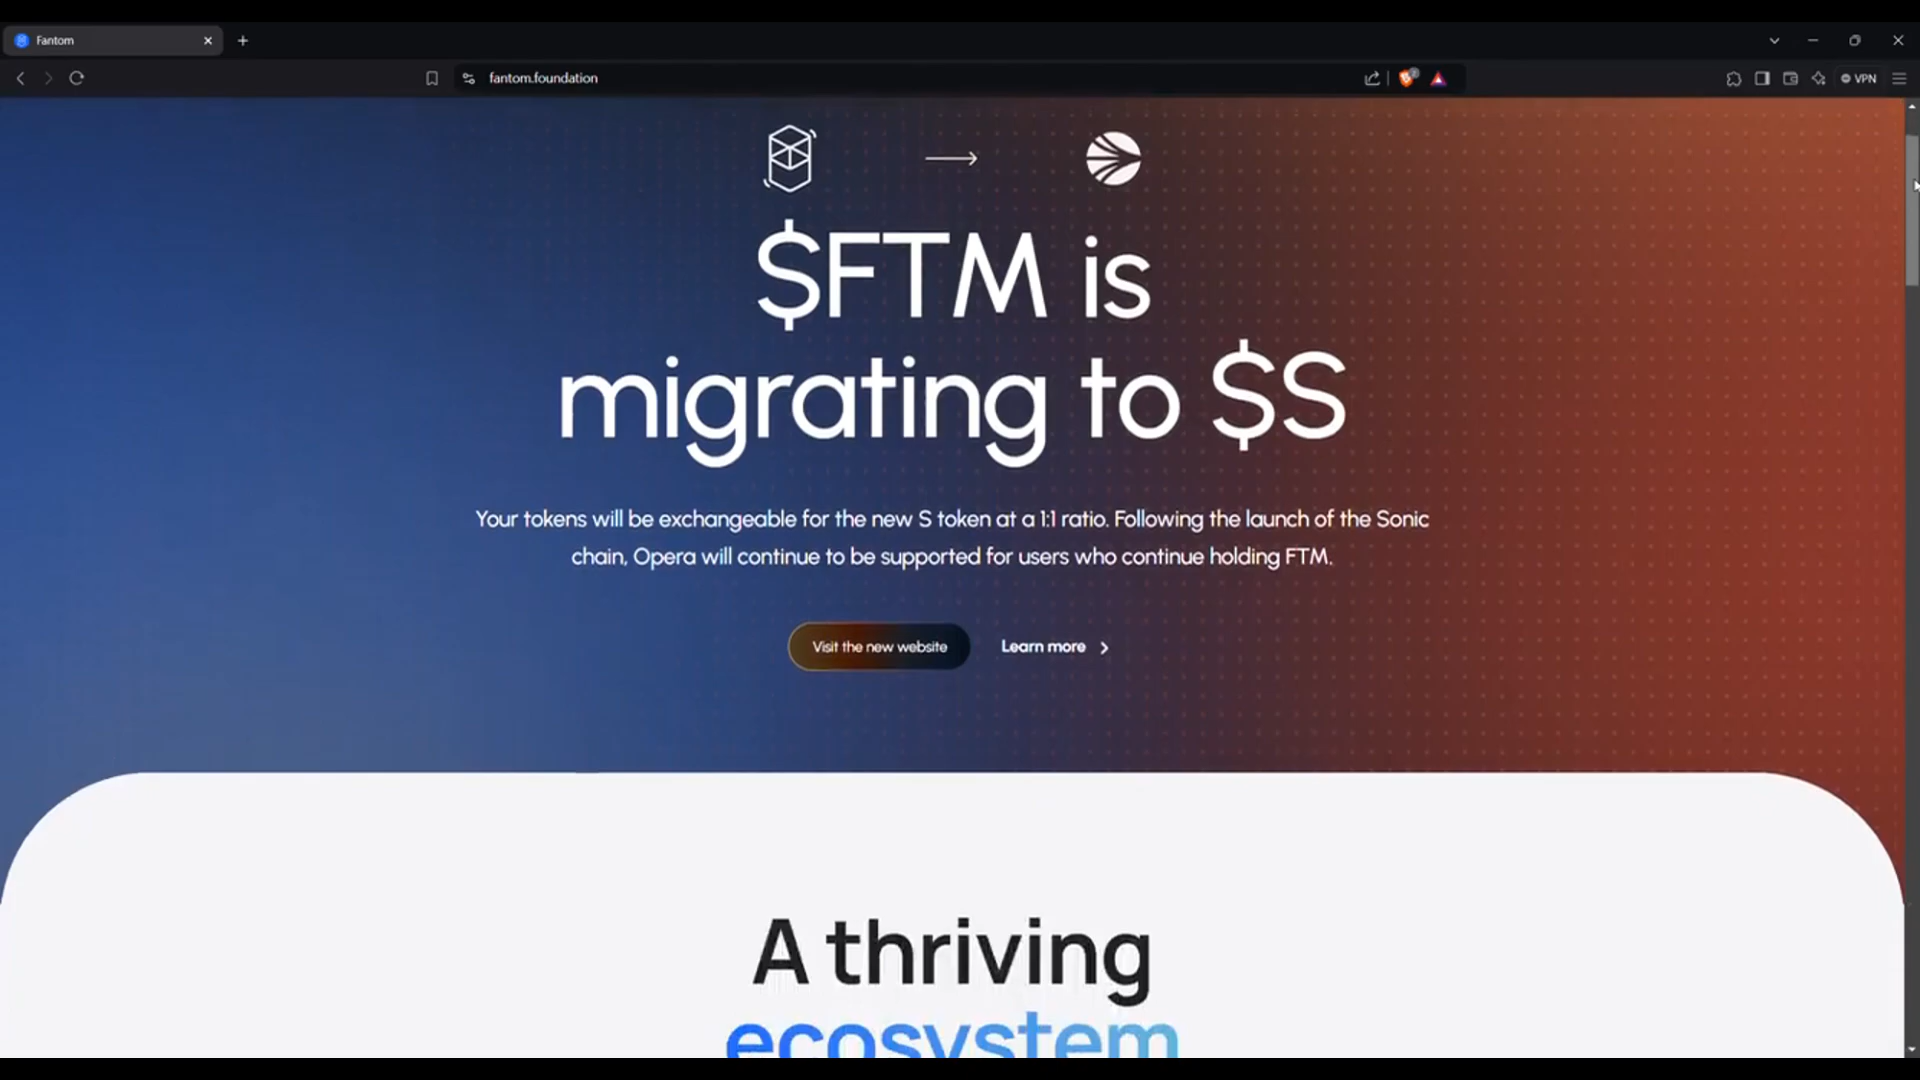 Fantom
fantom.foundation
VPN
$FTM is
migrating to $S
Your tokens will be exchangeable for the new S token at a 1:1 ratio. Following the launch of the Sonic
chain, Opera will continue to be supported for users who continue holding FTM.
Visit the new website
Learn more
A thriving
ecosystem